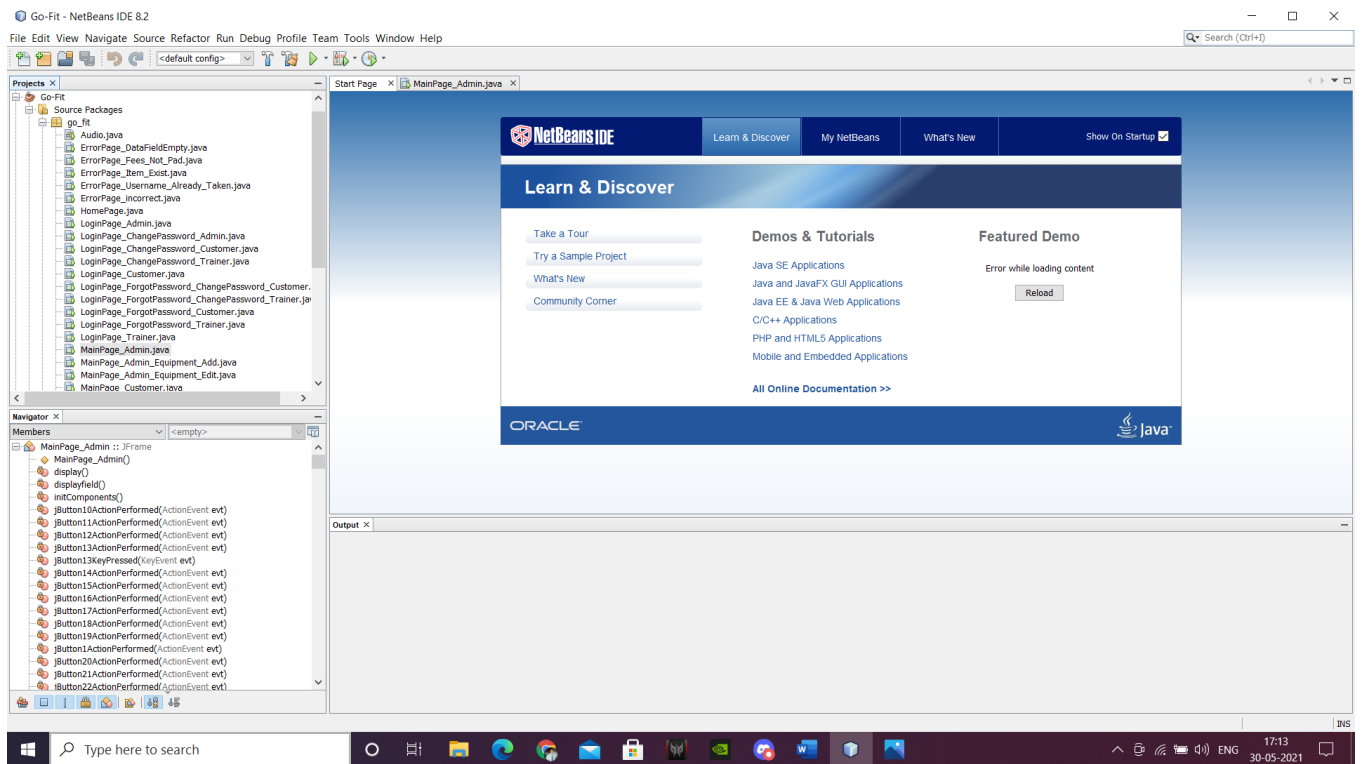 Go-Fit - NetBeans IDE 8.2
File Edit View Navigate Source Refactor Run Debug Profile Team Tools Window Help
Search (Ctrl+I)
<default config>
Projects
Go-Fit
Source Packages
go_fit
Audio.java
ErrorPage_DataFieldEmpty.java
ErrorPage_Fees_Not_Pad.java
ErrorPage_Item_Exist.java
ErrorPage_Username_Already_Taken.java
ErrorPage_incorrect.java
HomePage.java
LoginPage_Admin.java
LoginPage_ChangePassword_Admin.java
LoginPage_ChangePassword_Customer.java
LoginPage_ChangePassword_Trainer.java
LoginPage_Customer.java
LoginPage_ForgotPassword_ChangePassword_Customer.
LoginPage_ForgotPassword_ChangePassword_Trainer.jav
LoginPage_ForgotPassword_Customer.java
LoginPage_ForgotPassword_Trainer.java
LoginPage_Trainer.java
MainPage_Admin.java
MainPage_Admin_Equipment_Add.java
MainPage_Admin_Equipment_Edit.java
MainPage_Customer.java
Navigator
Members <empty>
MainPage_Admin :: JFrame
MainPage_Admin()
display()
displayfield()
initComponents()
jButton10ActionPerformed(ActionEvent evt)
jButton11ActionPerformed(ActionEvent evt)
jButton12ActionPerformed(ActionEvent evt)
jButton13ActionPerformed(ActionEvent evt)
jButton13KeyPressed(KeyEvent evt)
jButton14ActionPerformed(ActionEvent evt)
jButton15ActionPerformed(ActionEvent evt)
jButton16ActionPerformed(ActionEvent evt)
jButton17ActionPerformed(ActionEvent evt)
jButton18ActionPerformed(ActionEvent evt)
jButton19ActionPerformed(ActionEvent evt)
jButton1ActionPerformed(ActionEvent evt)
jButton20ActionPerformed(ActionEvent evt)
jButton21ActionPerformed(ActionEvent evt)
jButton22ActionPerformed(ActionEvent evt)
Start Page MainPage_Admin.java
NetBeans IDE
Learn & Discover My NetBeans What's New Show On Startup
Learn & Discover
Take a Tour
Try a Sample Project
What's New
Community Corner
Demos & Tutorials
Java SE Applications
Java and JavaFX GUI Applications
Java EE & Java Web Applications
C/C++ Applications
PHP and HTML5 Applications
Mobile and Embedded Applications
All Online Documentation >>
Featured Demo
Error while loading content
Reload
ORACLE
Java
Output
INS
Type here to search
ENG
17:13
30-05-2021